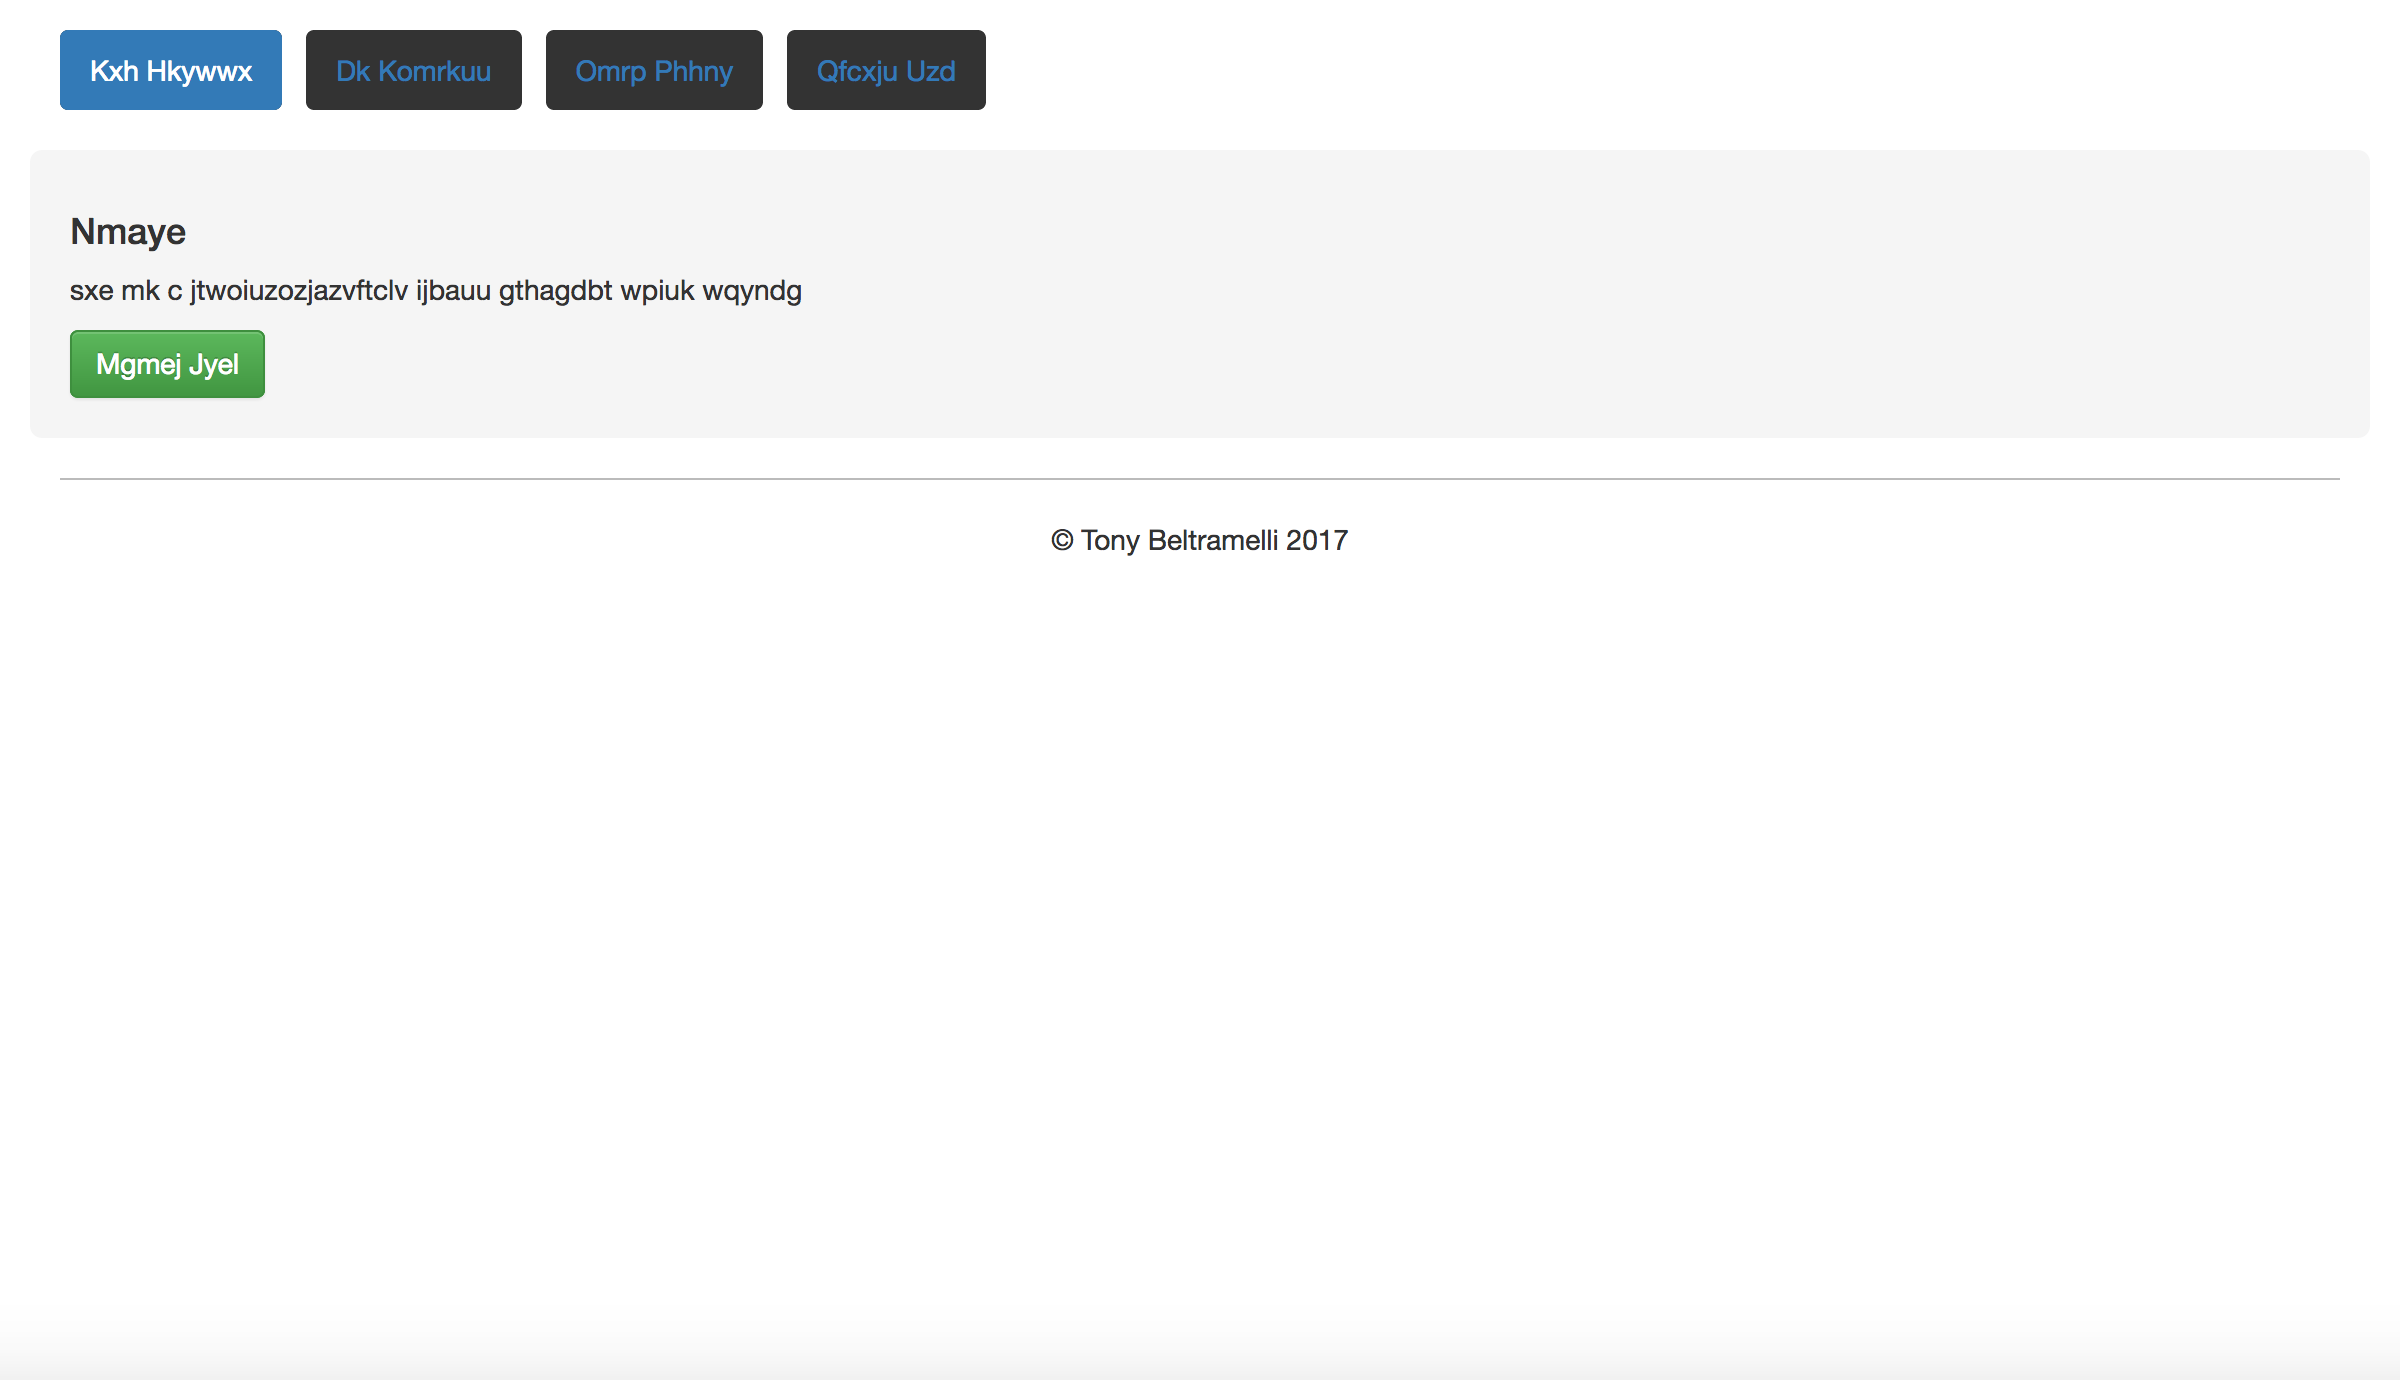 Kxh Hkywwx Dk Komrkuu Omrp Phhny Qfcxju Uzd
Nmaye
sxe mk c jtwoiuzozjazvftclv ijbauu gthagdbt wpiuk wqyndg
Mgmej Jyel
© Tony Beltramelli 2017